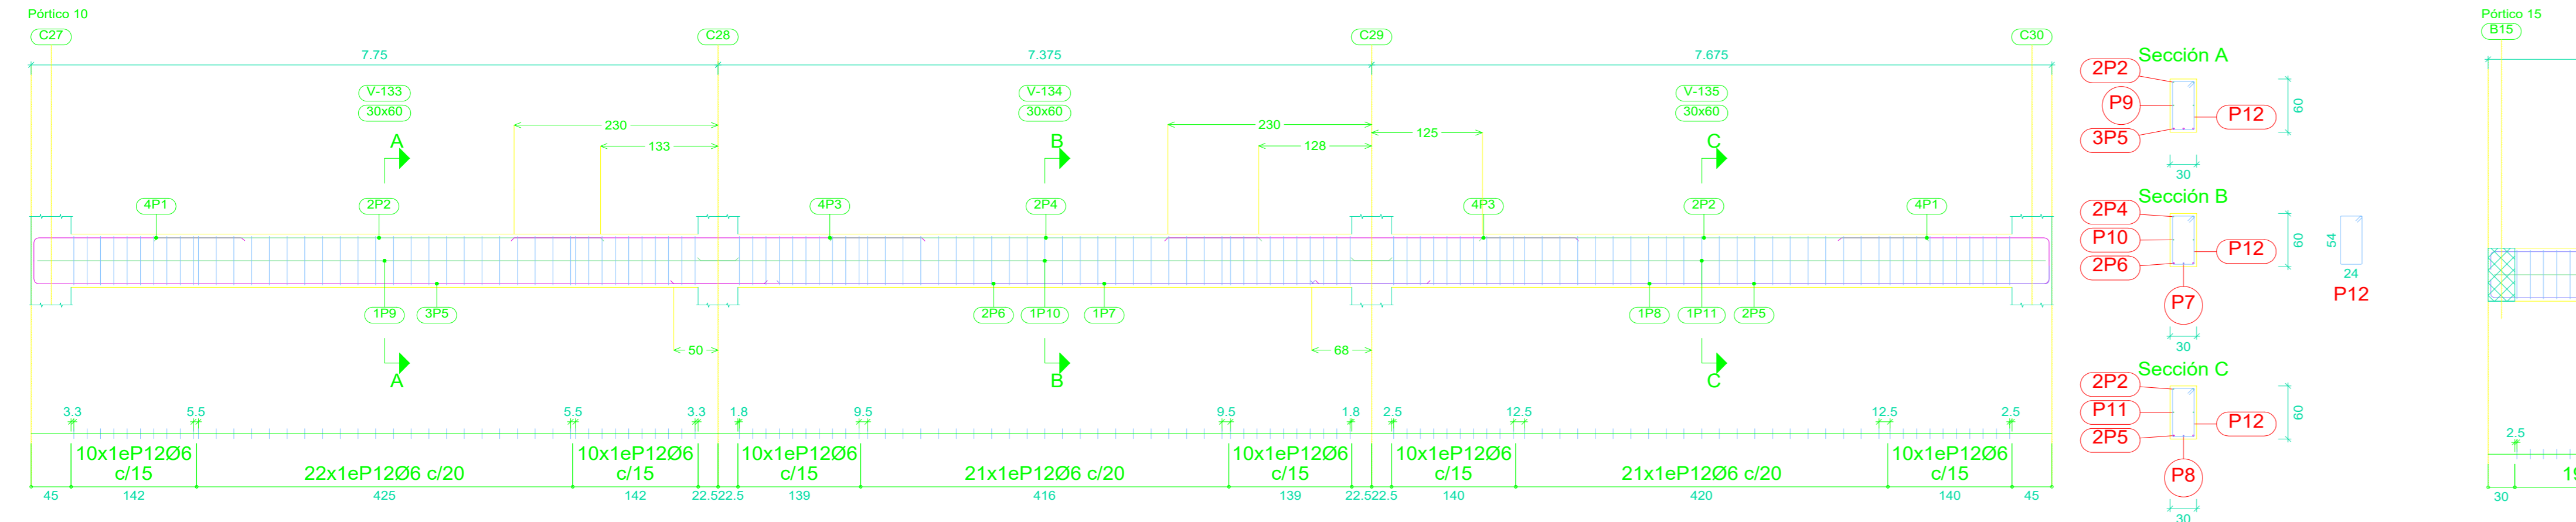 Pórtico 10
C27
C28
C29
C30
7.75
7.375
7.675
V-133
30x60
V-134
30x60
V-135
30x60
230
133
230
128
125
A
B
C
4P1
2P2
4P3
2P4
4P3
2P2
4P1
1P9
3P5
2P6
1P10
1P7
1P8
1P11
2P5
50
68
A
B
C
3.3
5.5
5.5
3.3
1.8
9.5
9.5
1.8
2.5
12.5
12.5
2.5
10x1eP12Ø6
c/15
22x1eP12Ø6 c/20
10x1eP12Ø6
c/15
10x1eP12Ø6
c/15
21x1eP12Ø6 c/20
10x1eP12Ø6
c/15
10x1eP12Ø6
c/15
21x1eP12Ø6 c/20
10x1eP12Ø6
c/15
45
142
425
142
22.5
22.5
139
416
139
22.5
22.5
140
420
140
45
Sección A
2P2
P9
3P5
P12
60
30
Sección B
2P4
P10
2P6
P12
P7
60
30
Sección C
2P2
P11
2P5
P12
P8
60
30
54
24
P12
Pórtico 15
B15
2.5
30